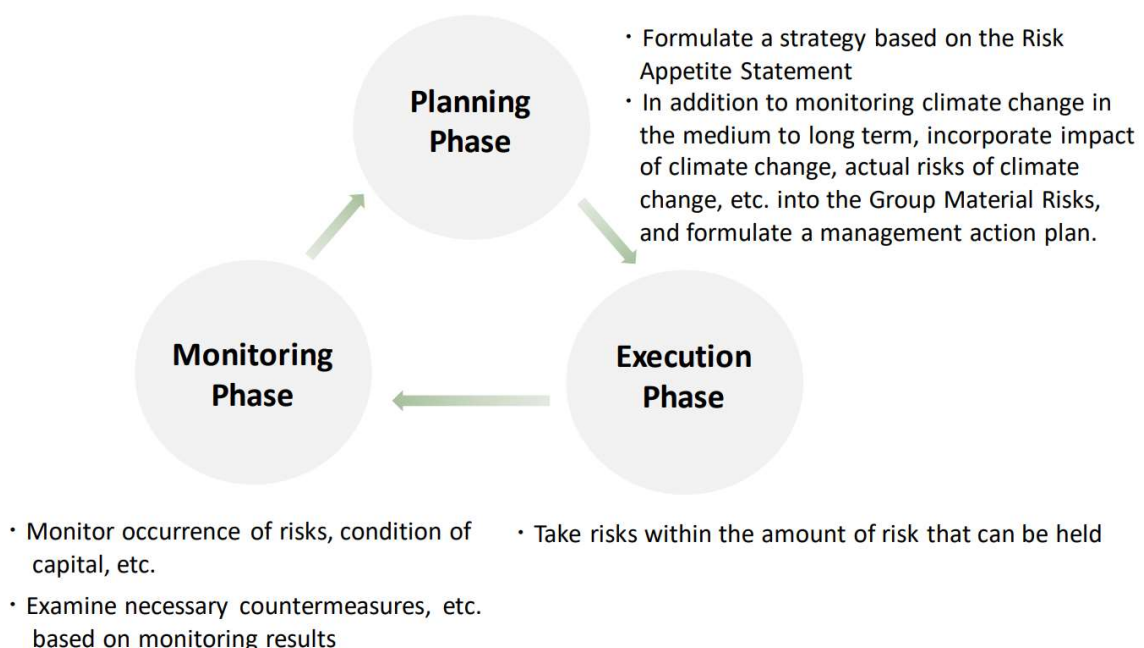 Planning
Phase
・Formulate a strategy based on the Risk
Appetite Statement
・In addition to monitoring climate change in
the medium to long term, incorporate impact
of climate change, actual risks of climate
change, etc. into the Group Material Risks,
and formulate a management action plan.
Monitoring
Phase
Execution
Phase
・Monitor occurrence of risks, condition of
capital, etc.
・Examine necessary countermeasures, etc.
based on monitoring results
・Take risks within the amount of risk that can be held